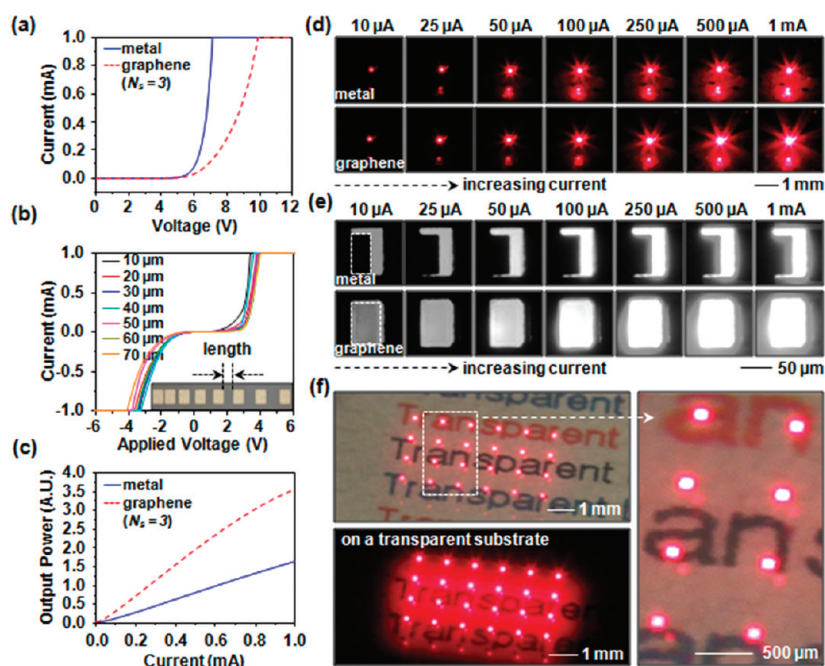 (a)
metal
graphene
(Ns = 3)
Current (mA)
1.0
0.8
0.6
0.4
0.2
0.0
0 2 4 6 8 10 12
Voltage (V)
(b)
10 µm
20 µm
30 µm
40 µm
50 µm
60 µm
70 µm
length
Current (mA)
1.0
0.5
0.0
-0.5
-1.0
-6 -4 -2 0 2 4 6
Applied Voltage (V)
(c)
metal
graphene
(Ns = 3)
Output Power (A.U.)
4.0
3.5
3.0
2.5
2.0
1.5
1.0
0.5
0.0
0.0 0.2 0.4 0.6 0.8 1.0
Current (mA)
(d)
10 µA 25 µA 50 µA 100 µA 250 µA 500 µA 1 mA
metal
graphene
increasing current
1 mm
(e)
10 µA 25 µA 50 µA 100 µA 250 µA 500 µA 1 mA
metal
graphene
increasing current
50 µm
(f)
Transparent
Transparent
Transparent
Transparent
1 mm
on a transparent substrate
Transparen
Transparen
1 mm
an
ans
an
500 µm